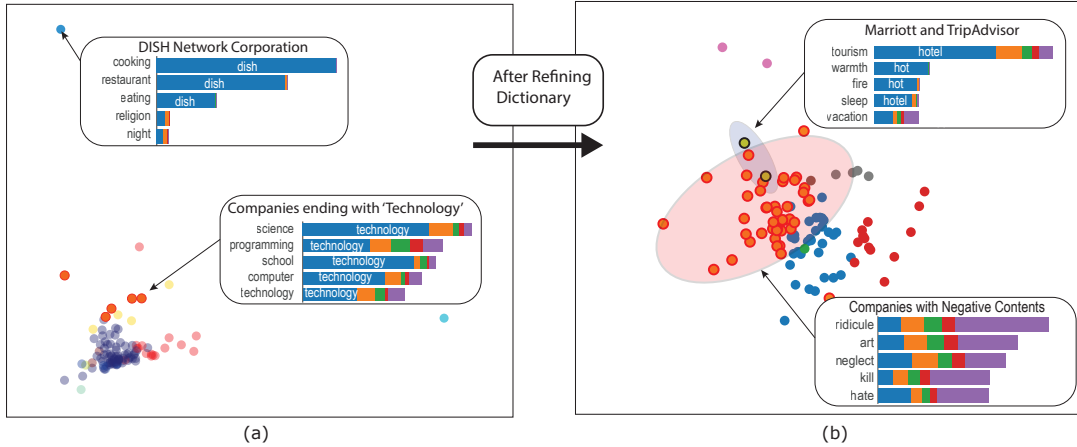 DISH Network Corporation
cooking
dish
restaurant
dish
eating
dish
religion
night
Companies ending with 'Technology'
science
technology
programming
technology
school
technology
computer
technology
technology
technology
(a)
After Refining
Dictionary
Marriott and TripAdvisor
tourism
hotel
warmth
hot
fire
hot
sleep
hotel
vacation
Companies with Negative Contents
ridicule
art
neglect
kill
hate
(b)